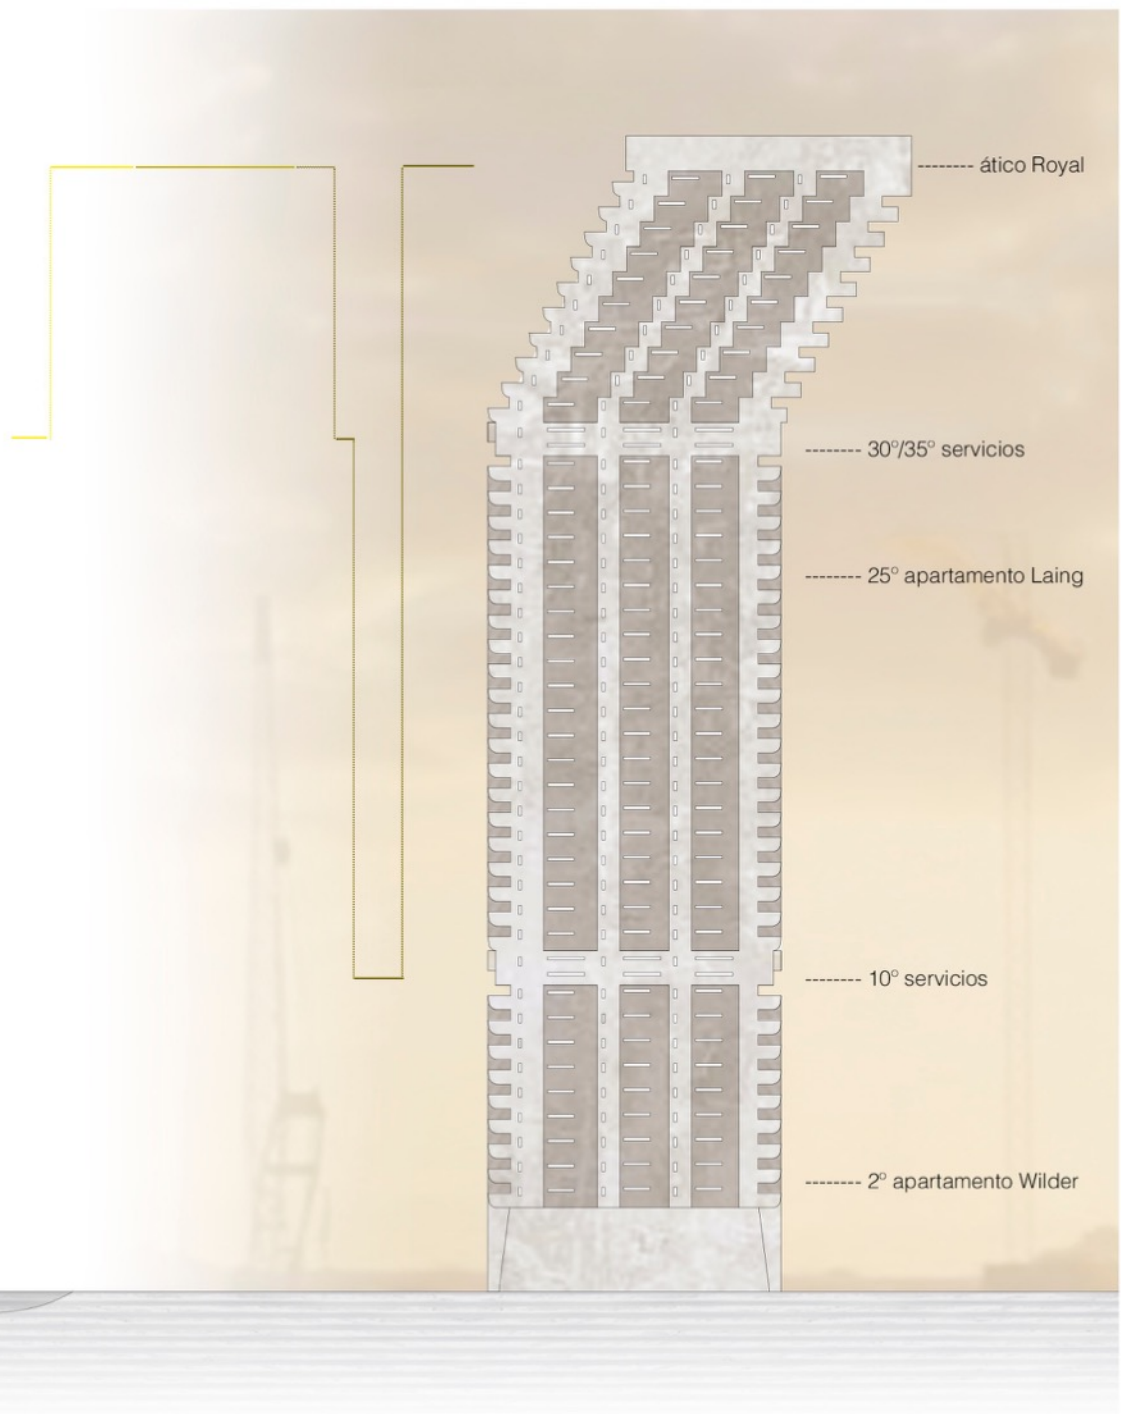 -------- ático Royal
-------- 30º/35º servicios
-------- 25º apartamento Laing
-------- 10º servicios
-------- 2º apartamento Wilder